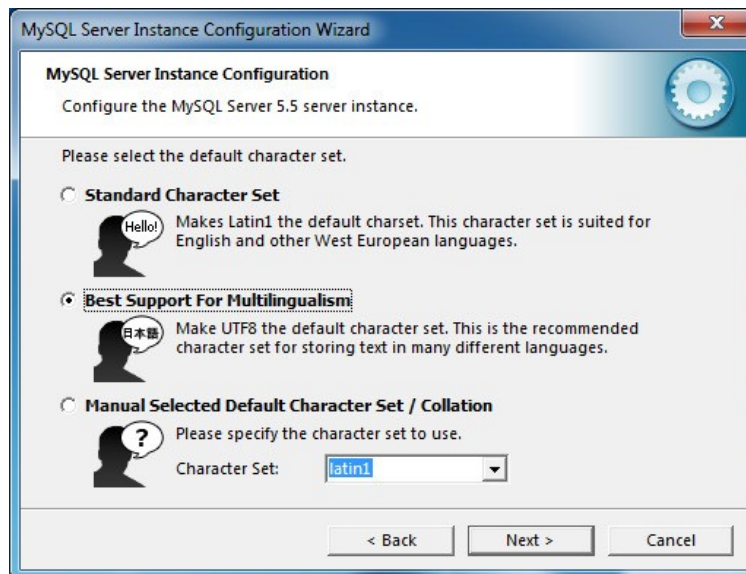 MySQL Server Instance Configuration Wizard
MySQL Server Instance Configuration
Configure the MySQL Server 5.5 server instance.
Please select the default character set.
Standard Character Set
Hello!
Makes Latin1 the default charset. This character set is suited for
English and other West European languages.
Best Support For Multilingualism
日本語
Make UTF8 the default character set. This is the recommended
character set for storing text in many different languages.
Manual Selected Default Character Set / Collation
?
Please specify the character set to use.
Character Set: latin1
< Back Next > Cancel